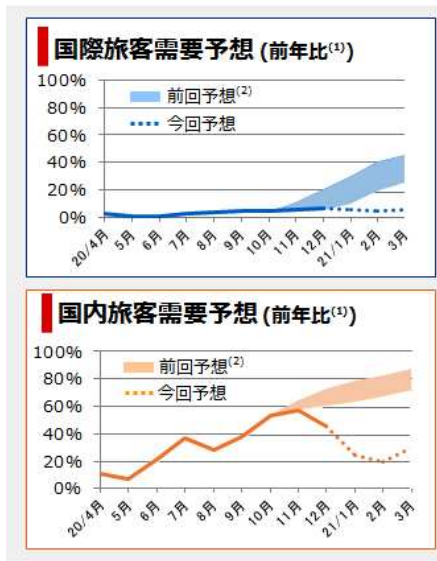 国際旅客需要予想 (前年比(1))
100%
80%
60%
40%
20%
0%
前回予想(2)
今回予想
20/4月 5月 6月 7月 8月 9月 10月 11月 12月 21/1月 2月 3月
国内旅客需要予想 (前年比(1))
100%
80%
60%
40%
20%
0%
前回予想(2)
今回予想
20/4月 5月 6月 7月 8月 9月 10月 11月 12月 21/1月 2月 3月